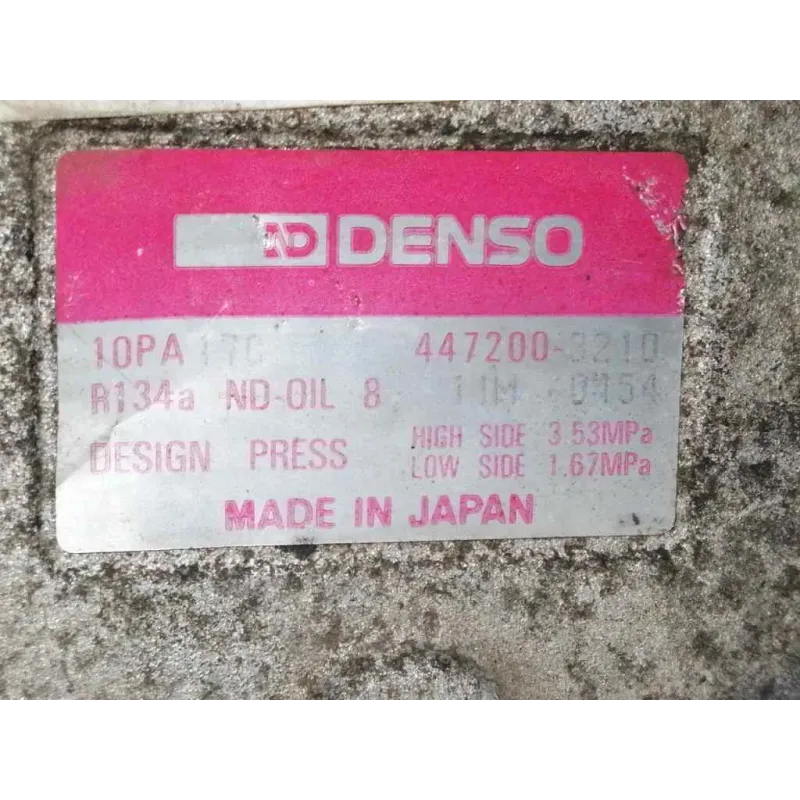 ND DENSO
10PA17C 447200-3210
R134a ND-OIL 8
DESIGN PRESS HIGH SIDE 3.53MPa
LOW SIDE 1.67MPa
MADE IN JAPAN